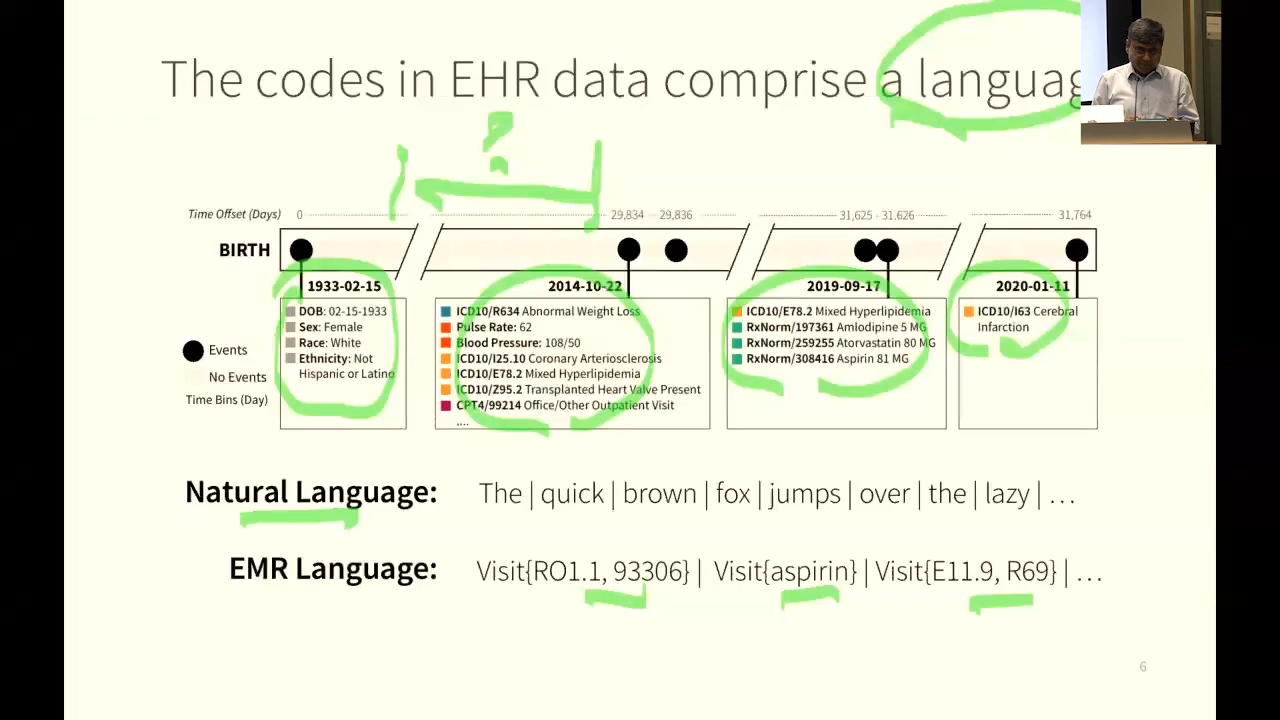 The codes in EHR data comprise a languag
?
Time Offset (Days) 0 29,834 29,836 31,625 - 31,626 31,764
BIRTH
1933-02-15 2014-10-22 2019-09-17 2020-01-11
DOB: 02-15-1933
Sex: Female
Race: White
Ethnicity: Not
Hispanic or Latino
ICD10/R634 Abnormal Weight Loss
Pulse Rate: 62
Blood Pressure: 108/50
ICD10/I25.10 Coronary Arteriosclerosis
ICD10/E78.2 Mixed Hyperlipidemia
ICD10/Z95.2 Transplanted Heart Valve Present
CPT4/99214 Office/Other Outpatient Visit
....
ICD10/E78.2 Mixed Hyperlipidemia
RxNorm/197361 Amlodipine 5 MG
RxNorm/259255 Atorvastatin 80 MG
RxNorm/308416 Aspirin 81 MG
ICD10/I63 Cerebral
Infarction
Events
No Events
Time Bins (Day)
Natural Language: The | quick | brown | fox | jumps | over | the | lazy | ...
EMR Language: Visit{RO1.1, 93306} | Visit{aspirin} | Visit{E11.9, R69} | ...
6